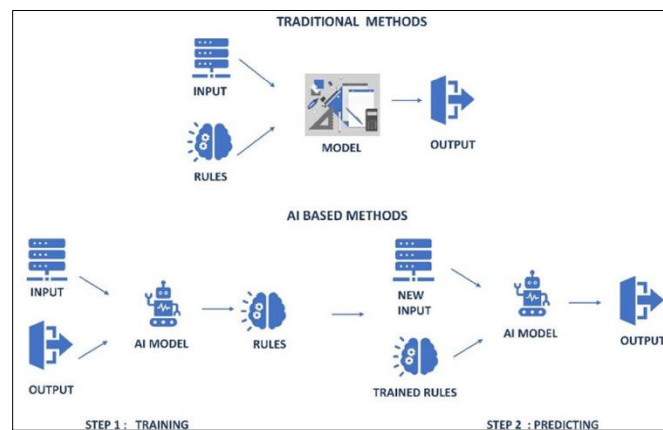 TRADITIONAL METHODS
INPUT
RULES
MODEL
OUTPUT
AI BASED METHODS
INPUT
OUTPUT
AI MODEL
RULES
NEW
INPUT
TRAINED RULES
AI MODEL
OUTPUT
STEP 1 : TRAINING
STEP 2 : PREDICTING